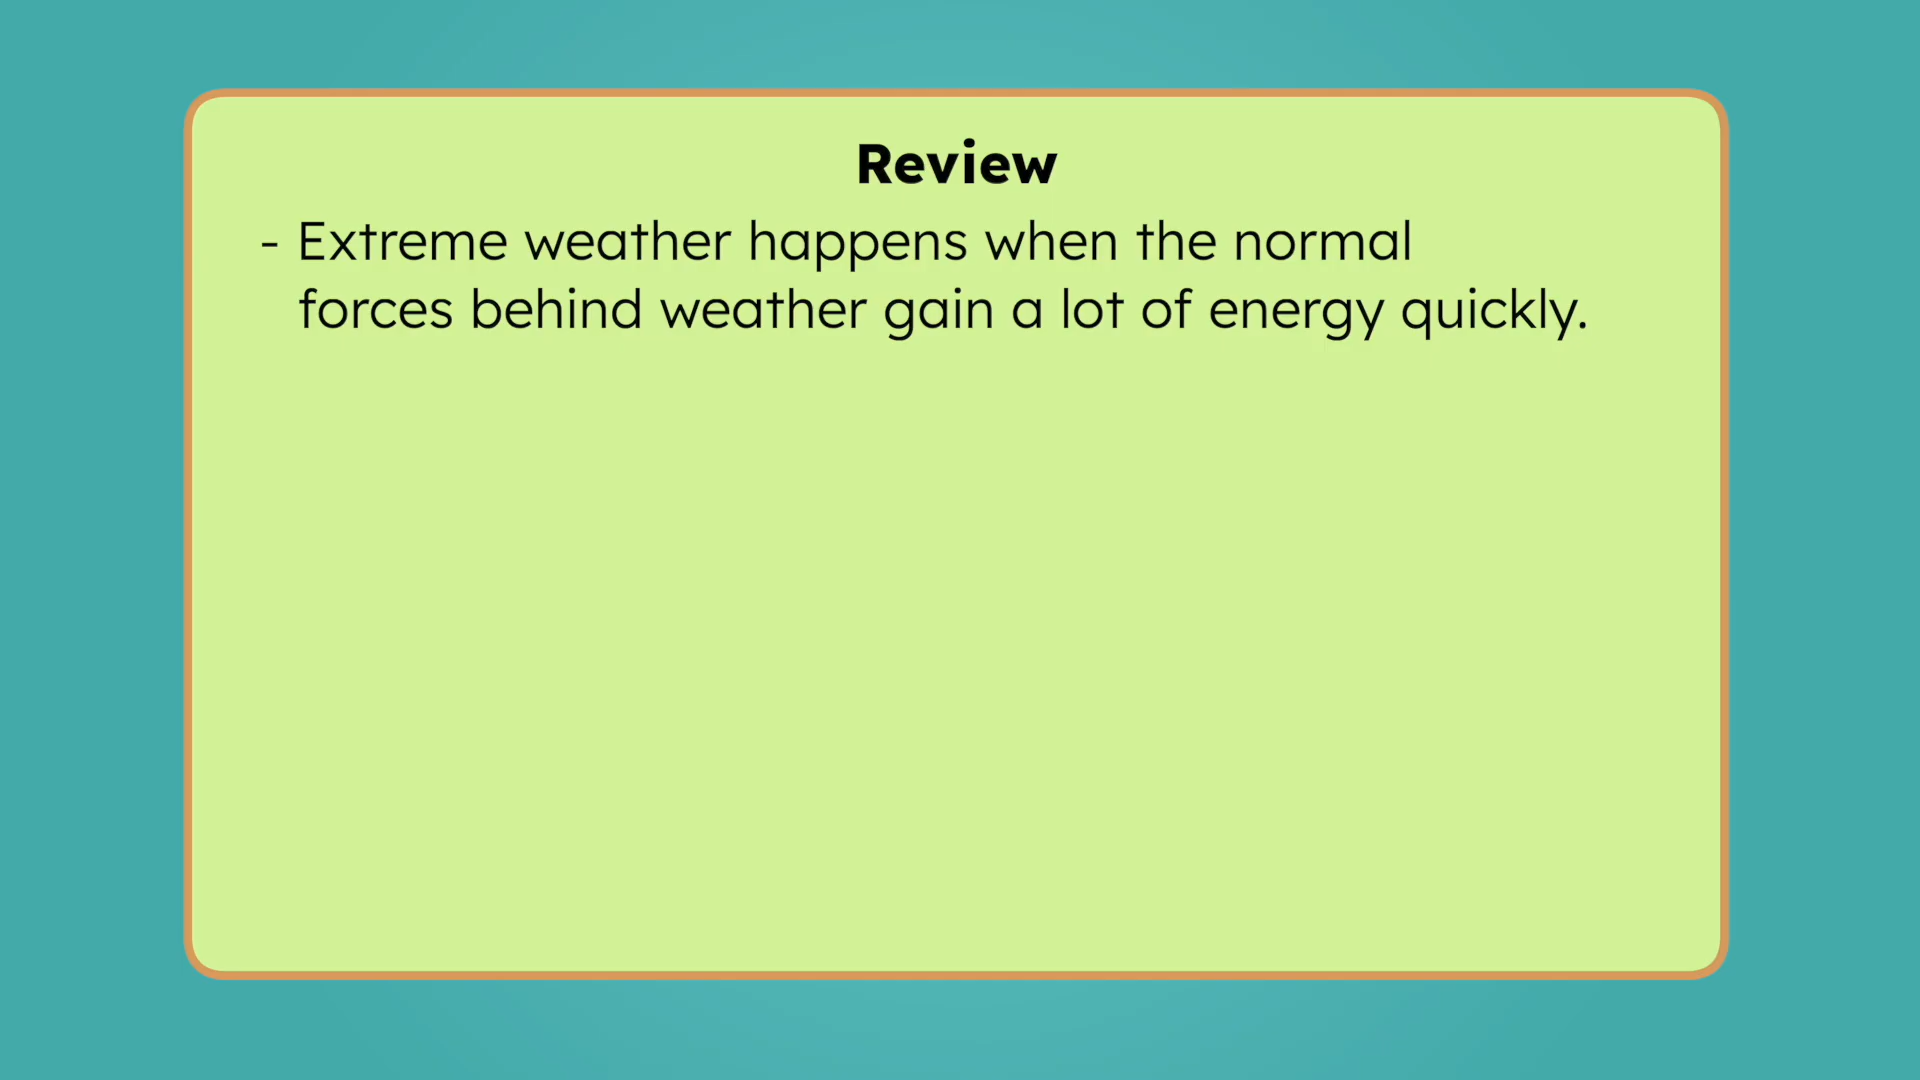 Review
- Extreme weather happens when the normal
forces behind weather gain a lot of energy quickly.